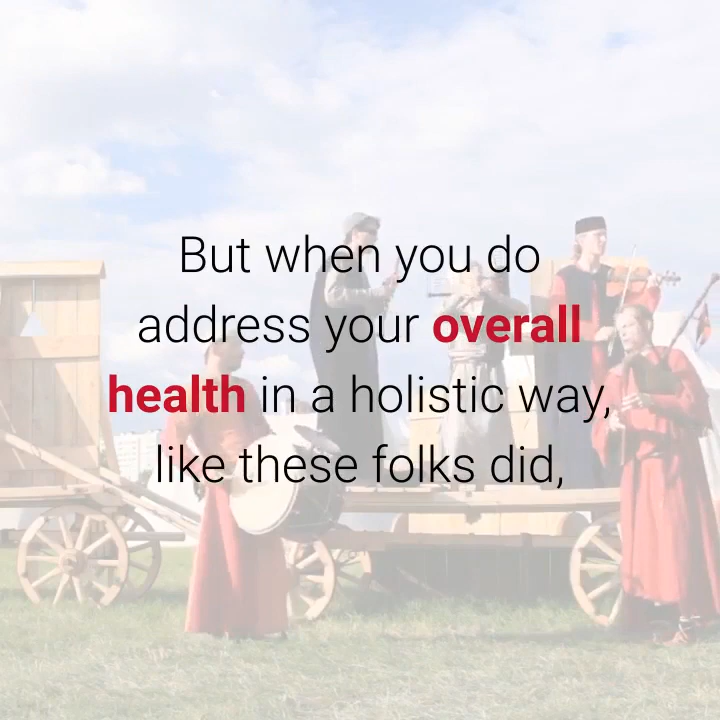 But when you do
address your overall
health in a holistic way,
like these folks did,